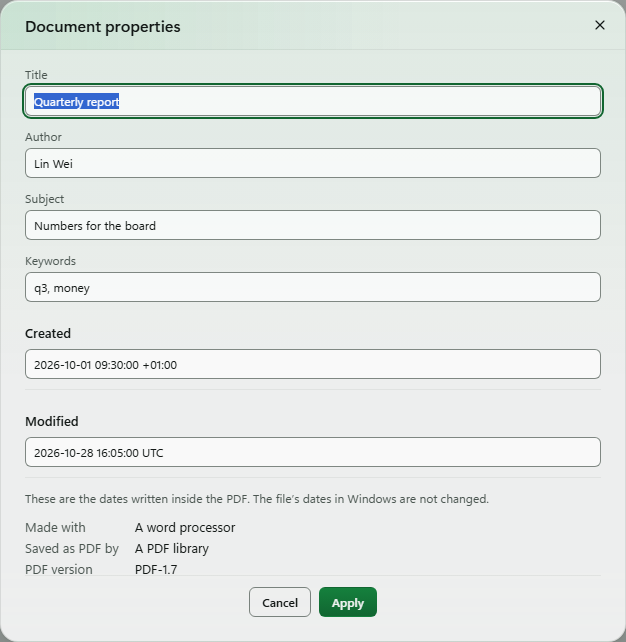 Document properties
Title
Quarterly report
Author
Lin Wei
Subject
Numbers for the board
Keywords
q3, money
Created
2026-10-01 09:30:00 +01:00
Modified
2026-10-28 16:05:00 UTC
These are the dates written inside the PDF. The file's dates in Windows are not changed.
Made with A word processor
Saved as PDF by A PDF library
PDF version PDF-1.7
Cancel Apply